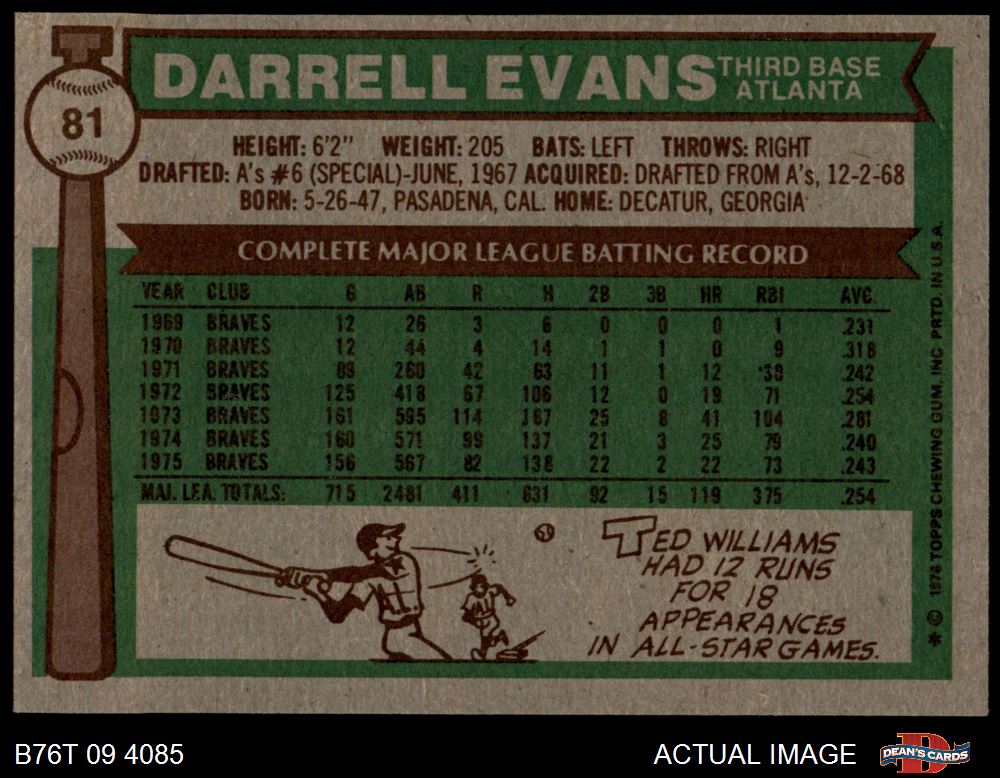 81
DARRELL EVANS THIRD BASE
ATLANTA
HEIGHT: 6'2" WEIGHT: 205 BATS: LEFT THROWS: RIGHT
DRAFTED: A's #6 (SPECIAL)-JUNE, 1967 ACQUIRED: DRAFTED FROM A's, 12-2-68
BORN: 5-26-47, PASADENA, CAL. HOME: DECATUR, GEORGIA
COMPLETE MAJOR LEAGUE BATTING RECORD
YEAR CLUB G AB R H 2B 3B HR RBI AVG.
1969 BRAVES 12 26 3 6 0 0 0 1 .231
1970 BRAVES 12 44 4 14 1 1 0 9 .318
1971 BRAVES 89 260 42 63 11 1 12 38 .242
1972 BRAVES 125 418 67 106 12 0 19 71 .254
1973 BRAVES 161 595 114 167 25 8 41 104 .281
1974 BRAVES 160 571 99 137 21 3 25 79 .240
1975 BRAVES 156 567 82 138 22 2 22 73 .243
MAJ. LEA. TOTALS: 715 2481 411 631 92 15 119 375 .254
TED WILLIAMS
HAD 12 RUNS
FOR 18
APPEARANCES
IN ALL-STAR GAMES.
* © 1976 TOPPS CHEWING GUM, INC. PRTD. IN U.S.A.
B76T 09 4085 ACTUAL IMAGE DEAN'S CARDS